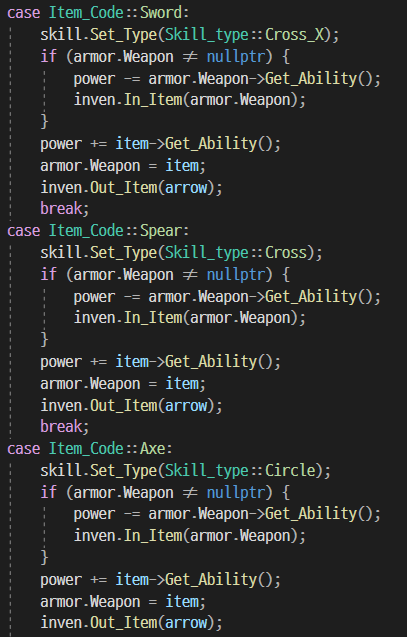 case Item_Code::Sword:
    skill.Set_Type(Skill_type::Cross_X);
    if (armor.Weapon ≠ nullptr) {
        power -= armor.Weapon->Get_Ability();
        inven.In_Item(armor.Weapon);
    }
    power += item->Get_Ability();
    armor.Weapon = item;
    inven.Out_Item(arrow);
    break;
case Item_Code::Spear:
    skill.Set_Type(Skill_type::Cross);
    if (armor.Weapon ≠ nullptr) {
        power -= armor.Weapon->Get_Ability();
        inven.In_Item(armor.Weapon);
    }
    power += item->Get_Ability();
    armor.Weapon = item;
    inven.Out_Item(arrow);
    break;
case Item_Code::Axe:
    skill.Set_Type(Skill_type::Circle);
    if (armor.Weapon ≠ nullptr) {
        power -= armor.Weapon->Get_Ability();
        inven.In_Item(armor.Weapon);
    }
    power += item->Get_Ability();
    armor.Weapon = item;
    inven.Out_Item(arrow);